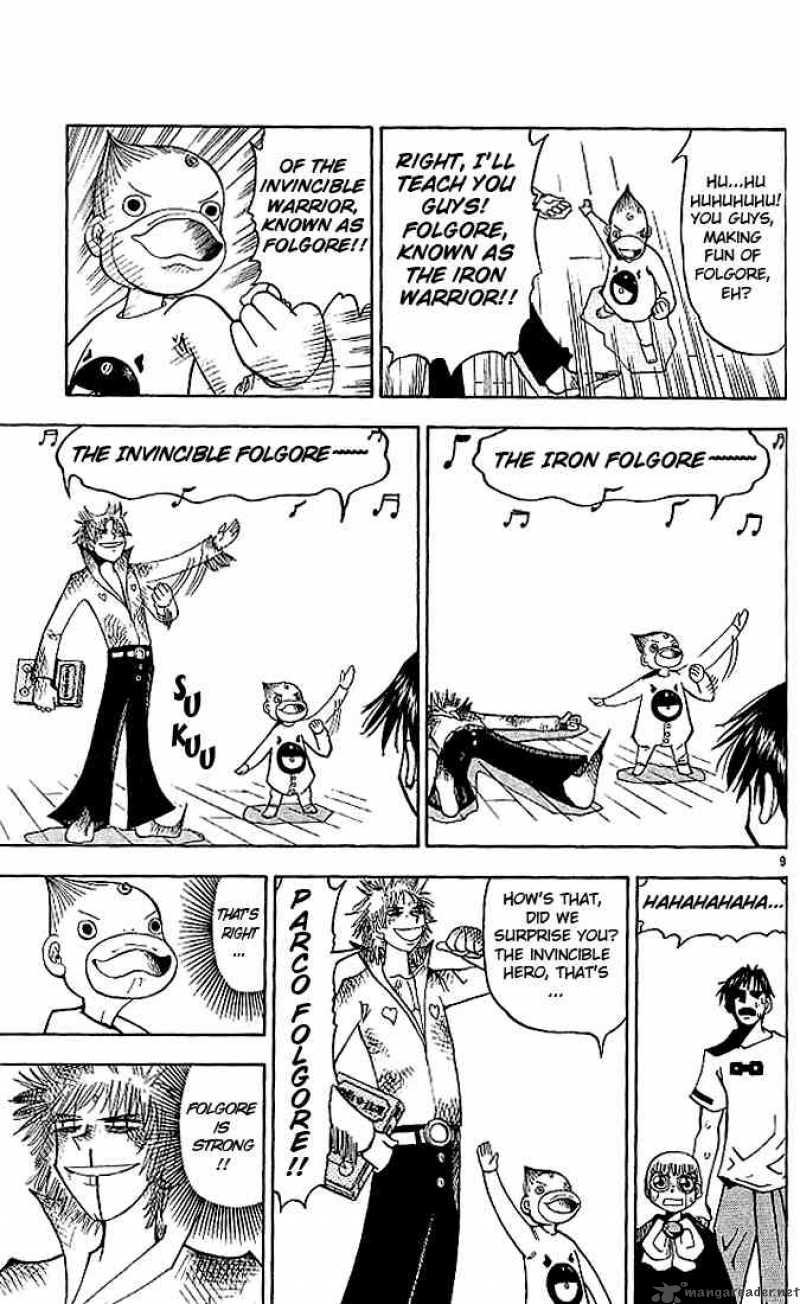 HU...HU
HUHUHUHU!
YOU GUYS,
MAKING
FUN OF
FOLGORE,
EH?
RIGHT, I'LL
TEACH YOU
GUYS!
FOLGORE,
KNOWN AS
THE IRON
WARRIOR!!
OF THE
INVINCIBLE
WARRIOR,
KNOWN AS
FOLGORE!!
THE IRON FOLGORE~
THE INVINCIBLE FOLGORE~
SUKUU
9
HAHAHAHAHA...
HOW'S THAT,
DID WE
SURPRISE YOU?
THE INVINCIBLE
HERO, THAT'S
...
PARCO FOLGORE!!
THAT'S
RIGHT
...
FOLGORE
IS
STRONG
!!
mangareader.net